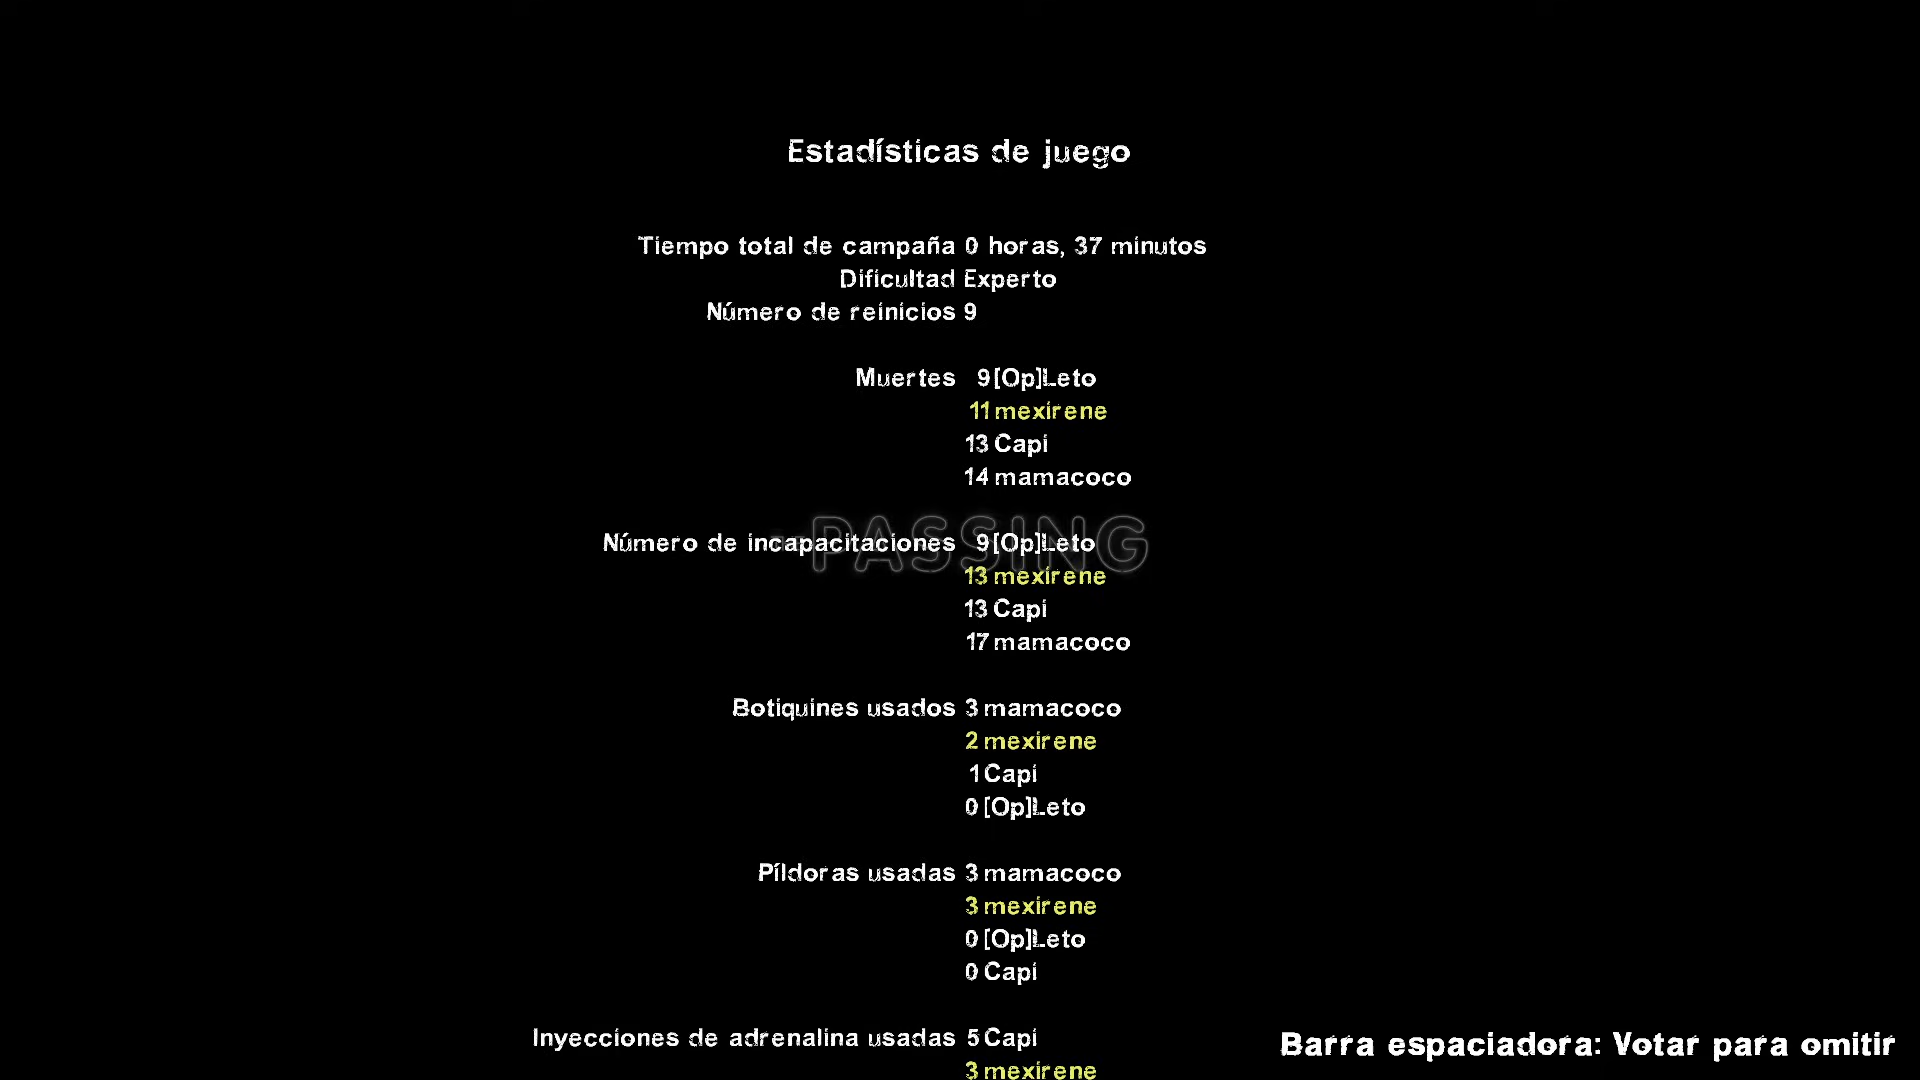 Estadísticas de juego
Tiempo total de campaña 0 horas, 37 minutos
Dificultad Experto
Número de reinicios 9
Muertes 9 [Op]Leto
11 mexirene
13 Capi
14 mamacoco
PASSING
Número de incapacitaciones 9 [Op]Leto
13 mexirene
13 Capi
17 mamacoco
Botiquines usados 3 mamacoco
2 mexirene
1 Capi
0 [Op]Leto
Píldoras usadas 3 mamacoco
3 mexirene
0 [Op]Leto
0 Capi
Inyecciones de adrenalina usadas 5 Capi
3 mexirene
Barra espaciadora: Votar para omitir